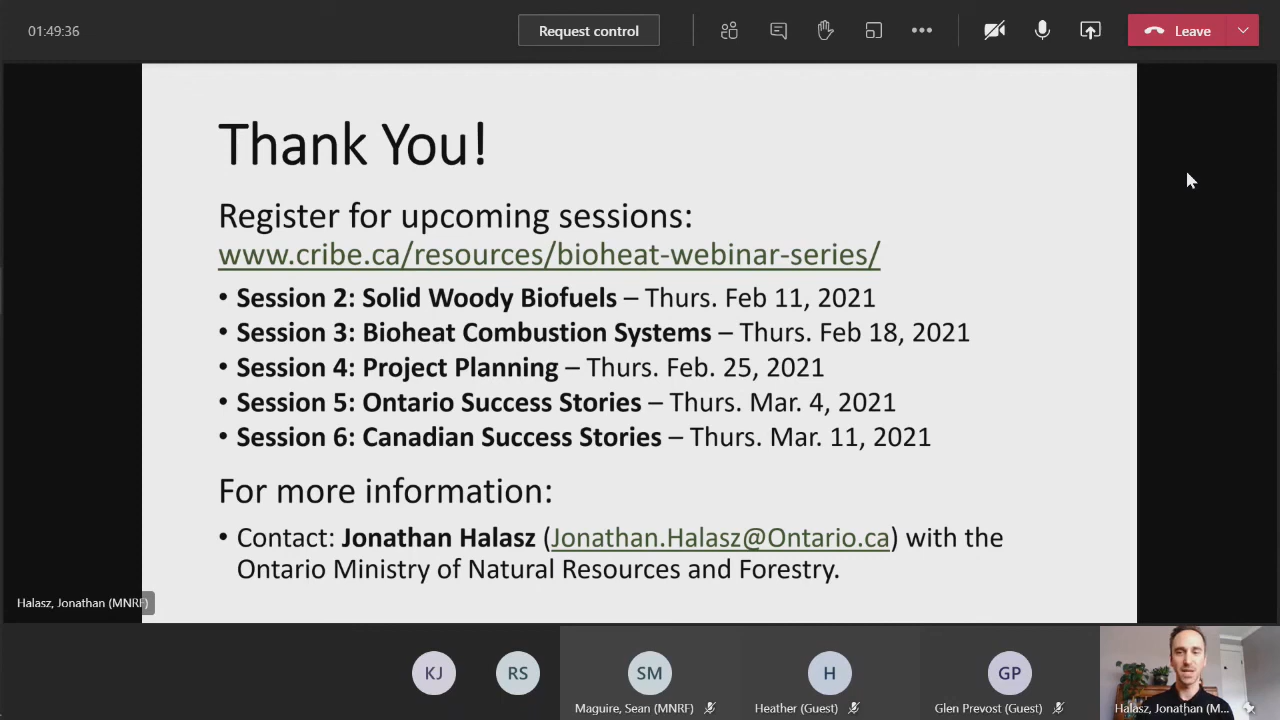 01:49:36
Request control
Leave
Thank You!
Register for upcoming sessions:
www.cribe.ca/resources/bioheat-webinar-series/
• Session 2: Solid Woody Biofuels – Thurs. Feb 11, 2021
• Session 3: Bioheat Combustion Systems – Thurs. Feb 18, 2021
• Session 4: Project Planning – Thurs. Feb. 25, 2021
• Session 5: Ontario Success Stories – Thurs. Mar. 4, 2021
• Session 6: Canadian Success Stories – Thurs. Mar. 11, 2021
For more information:
• Contact: Jonathan Halasz (Jonathan.Halasz@Ontario.ca) with the
Ontario Ministry of Natural Resources and Forestry.
Halasz, Jonathan (MNRF)
KJ
RS
SM
H
GP
Maguire, Sean (MNRF)
Heather (Guest)
Glen Prevost (Guest)
Halasz, Jonathan (M...